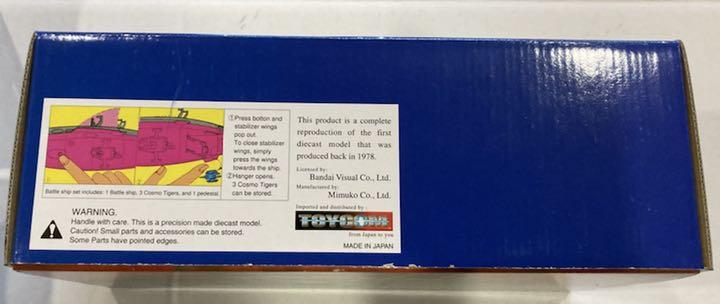 ①Press botton and
stabilizer wings
pop out.
To close stabilizer
wings, simply
press the wings
towards the ship.
②Hanger opens.
3 Cosmo Tigers
can be stored.
Battle ship set includes: 1 Battle ship, 3 Cosmo Tigers, and 1 pedestal.
WARNING.
Handle with care. This is a precision made diecast model.
Caution! Small parts and accessories can be stored.
Some Parts have pointed edges.
This product is a complete
reproduction of the first
diecast model that was
produced back in 1978.
Licensed by:
Bandai Visual Co., Ltd.
Manufactured by:
Mimuko Co., Ltd.
Imported and distributed by :
TOYCOM
from Japan to you
MADE IN JAPAN